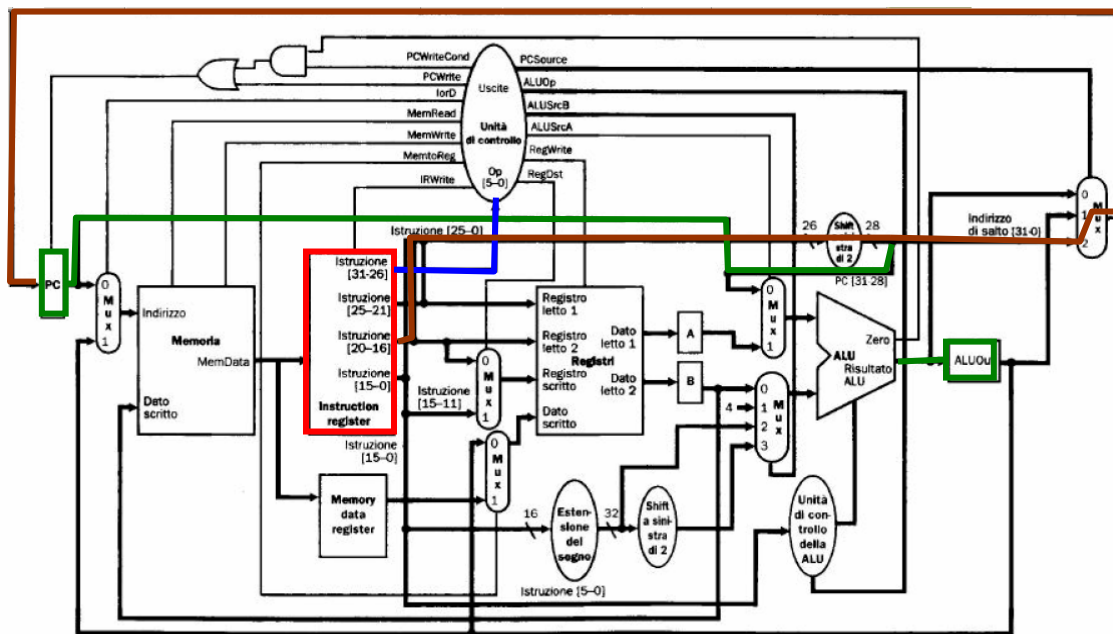 PCWriteCond
PCWrite
IorD
MemRead
MemWrite
MemtoReg
IRWrite
Uscite
Unità
di controllo
Op
[5–0]
PCSource
ALUOp
ALUSrcB
ALUSrcA
RegWrite
RegDst
Istruzione [25–0]
26
28
Shift
stra
di 2
Indirizzo
di salto [31-0]
PC [31-28]
0
1
2
M
u
x
PC
0
M
u
x
1
Indirizzo
Memoria
MemData
Dato
scritto
Istruzione
[31-26]
Istruzione
[25–21]
Istruzione
[20–16]
Istruzione
[15–0]
Instruction
register
Istruzione
[15–11]
Istruzione
[15–0]
0
M
u
x
1
0
M
u
x
1
Registro
letto 1
Registro
letto 2
Registro
scritto
Dato
scritto
Registri
Dato
letto 1
Dato
letto 2
A
B
4
0
M
u
x
1
0
1
2
3
M
u
x
Zero
ALU
Risultato
ALU
ALUOu
Memory
data
register
16
Esten-
sione
del
segno
32
Shift
a sini-
stra
di 2
Unità
di con-
trollo
della
ALU
Istruzione [5–0]